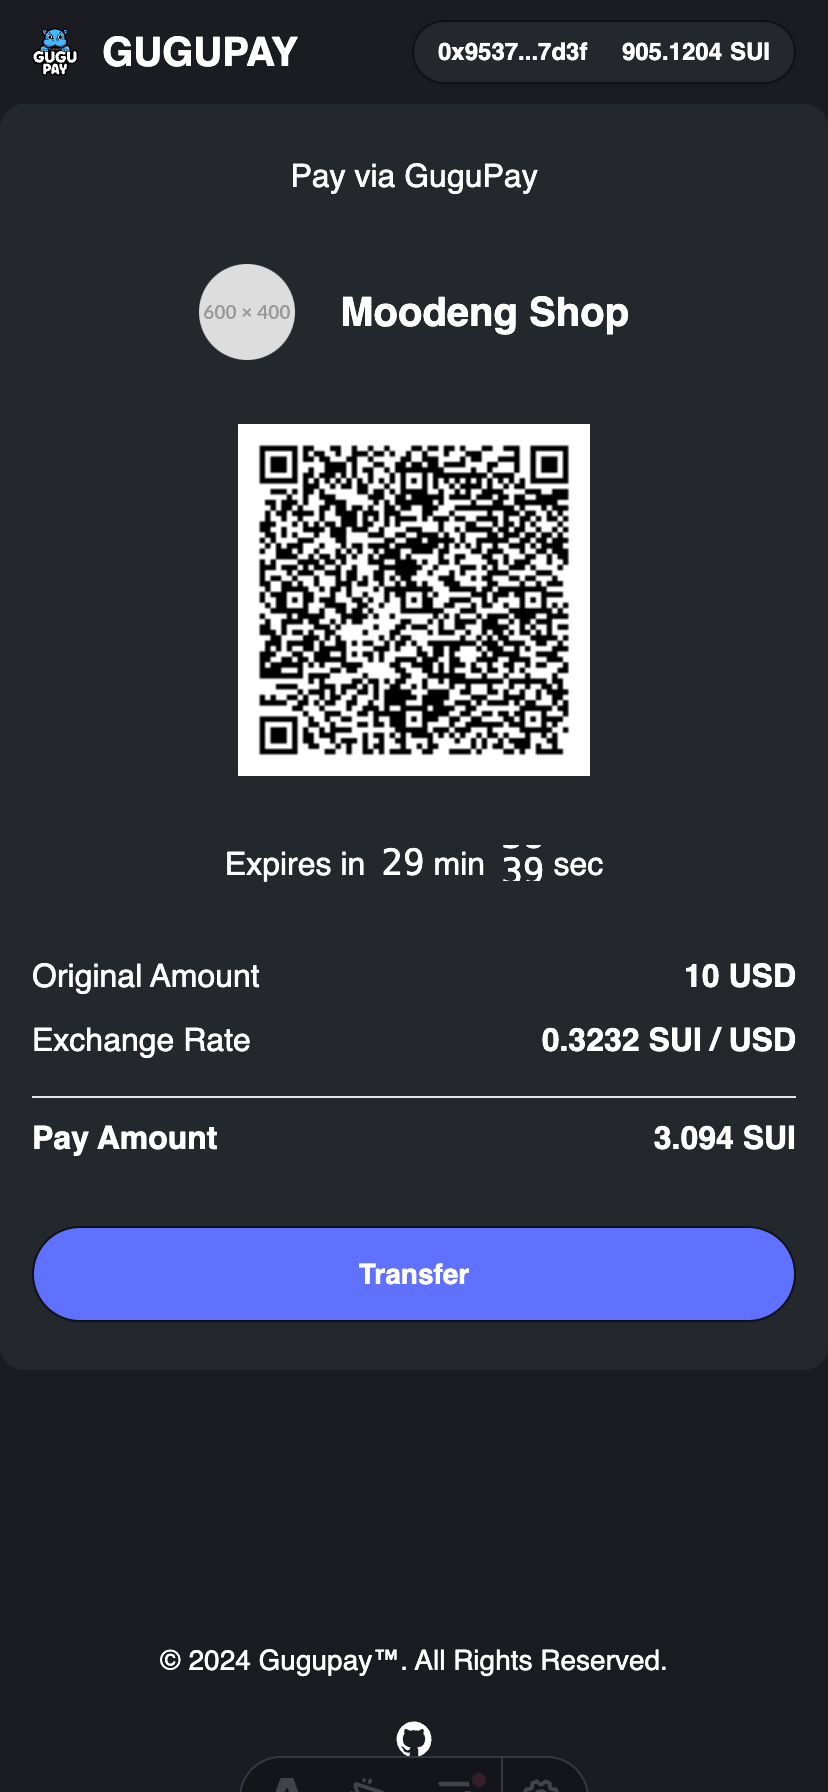 GUGU
PAY
GUGUPAY
0x9537...7d3f 905.1204 SUI
Pay via GuguPay
600 × 400
Moodeng Shop
Expires in 29 min 39 sec
Original Amount 10 USD
Exchange Rate 0.3232 SUI / USD
Pay Amount 3.094 SUI
Transfer
© 2024 Gugupay™. All Rights Reserved.